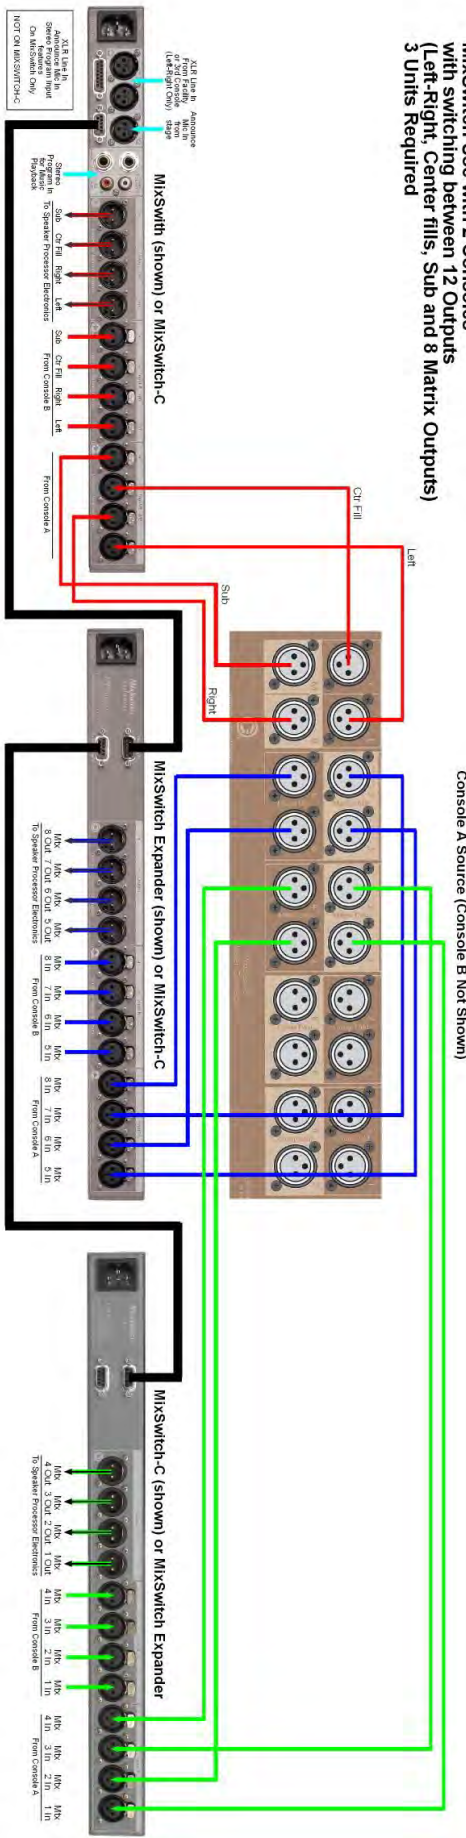 with switching between 12 Outputs
(Left-Right, Center fills, Sub and 8 Matrix Outputs)
3 Units Required
Console A Source (Console B Not Shown)
XLR Line In
Announce Mic In
Stereo Program Input
features
On MixSwitch Only
NOT ON MIXSWITCH-C
XLR Line In
From Facility
or 3rd Console
(Left-Right Only)
Announce
Mic In
from
stage
Stereo
Program In
for Music
Playback
MixSwith (shown) or MixSwitch-C
Sub Ctr Fill Right Left
To Speaker Processor Electronics
Sub Ctr Fill Right Left
From Console B
From Console A
Ctr Fill
Left
Sub
Right
MixSwitch Expander (shown) or MixSwitch-C
Mtx Mtx Mtx Mtx
8 Out 7 Out 6 Out 5 Out
To Speaker Processor Electronics
Mtx Mtx Mtx Mtx
8 In 7 In 6 In 5 In
From Console B
Mtx Mtx Mtx Mtx
8 In 7 In 6 In 5 In
From Console A
MixSwitch-C (shown) or MixSwitch Expander
Mtx Mtx Mtx Mtx
4 Out 3 Out 2 Out 1 Out
To Speaker Processor Electronics
Mtx Mtx Mtx Mtx
4 In 3 In 2 In 1 In
From Console B
Mtx Mtx Mtx Mtx
4 In 3 In 2 In 1 In
From Console A